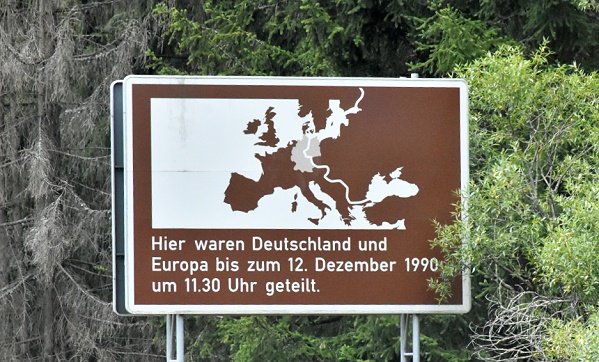 Hier waren Deutschland und
Europa bis zum 12. Dezember 1990
um 11.30 Uhr geteilt.